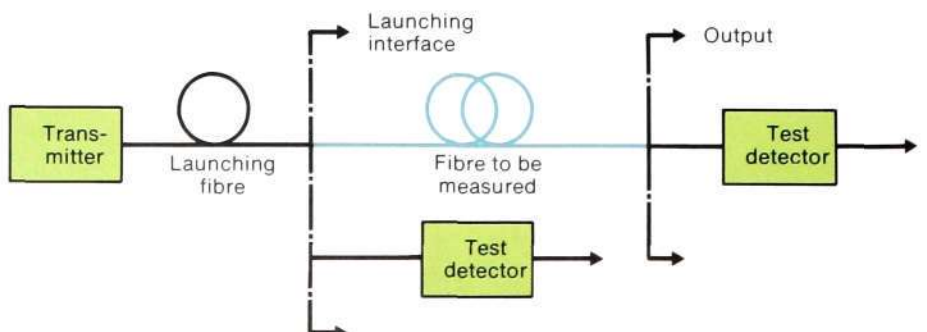 Launching
interface
Output
Trans-
mitter
Launching
fibre
Fibre to be
measured
Test
detector
Test
detector